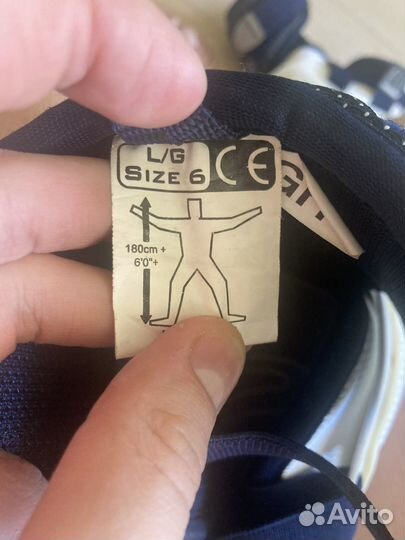 L/G
SIZE 6
CE
180cm +
6'0"+
Avito